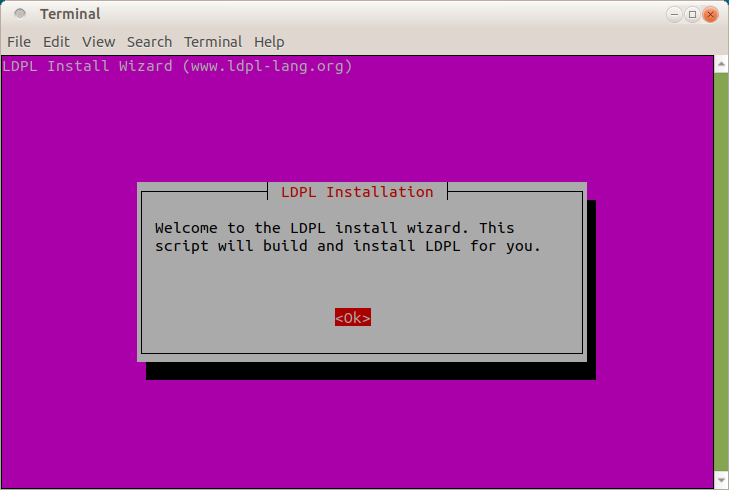 Terminal
File Edit View Search Terminal Help
LDPL Install Wizard (www.ldpl-lang.org)
LDPL Installation
Welcome to the LDPL install wizard. This
script will build and install LDPL for you.
<Ok>